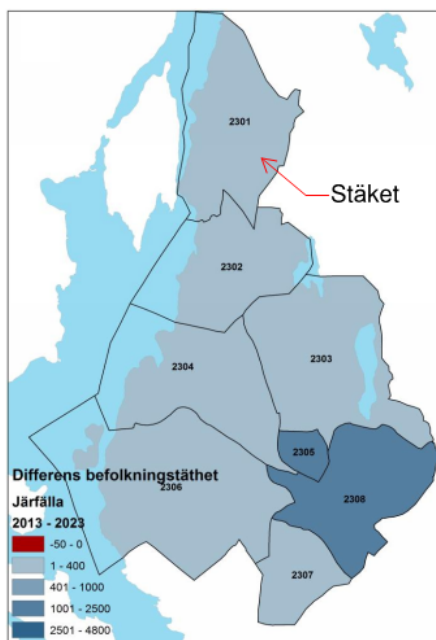 2301
Stäket
2302
2303
2304
2305
2306
2308
2307
Differens befolkningstäthet
Järfälla
2013 - 2023
-50 - 0
1 - 400
401 - 1000
1001 - 2500
2501 - 4800